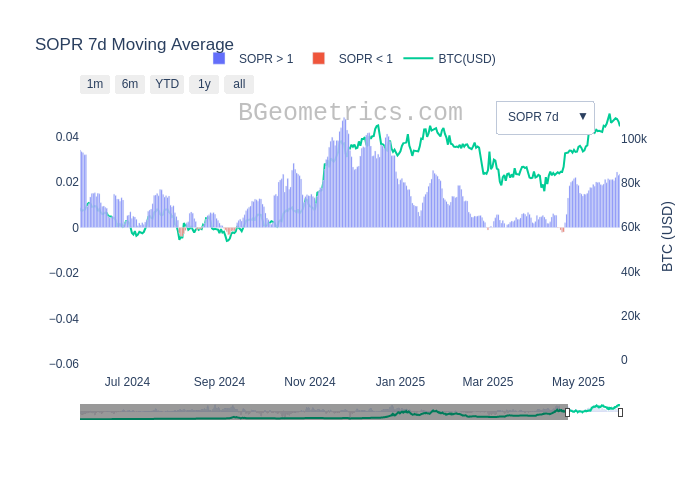 SOPR 7d Moving Average
SOPR > 1
SOPR < 1
BTC(USD)
1m
6m
YTD
1y
all
BGeometrics.com
SOPR 7d
▼
0.04
0.02
0
−0.02
−0.04
−0.06
100k
80k
60k
40k
20k
0
BTC (USD)
Jul 2024
Sep 2024
Nov 2024
Jan 2025
Mar 2025
May 2025